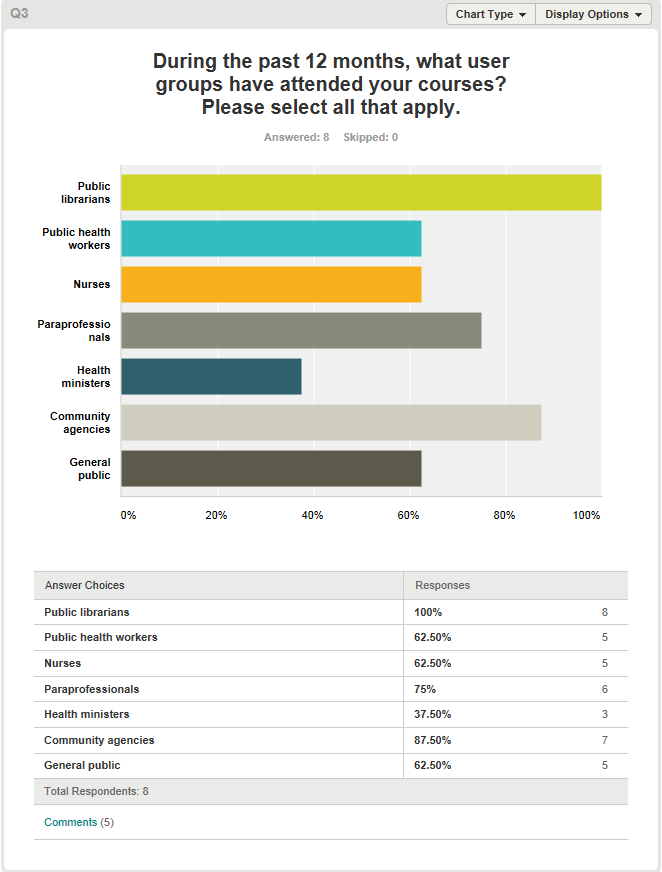 Q3
Chart Type
Display Options
During the past 12 months, what user
groups have attended your courses?
Please select all that apply.
Answered: 8 Skipped: 0
Public
librarians
Public health
workers
Nurses
Paraprofessio
nals
Health
ministers
Community
agencies
General
public
0% 20% 40% 60% 80% 100%
Answer Choices Responses
Public librarians 100% 8
Public health workers 62.50% 5
Nurses 62.50% 5
Paraprofessionals 75% 6
Health ministers 37.50% 3
Community agencies 87.50% 7
General public 62.50% 5
Total Respondents: 8
Comments (5)